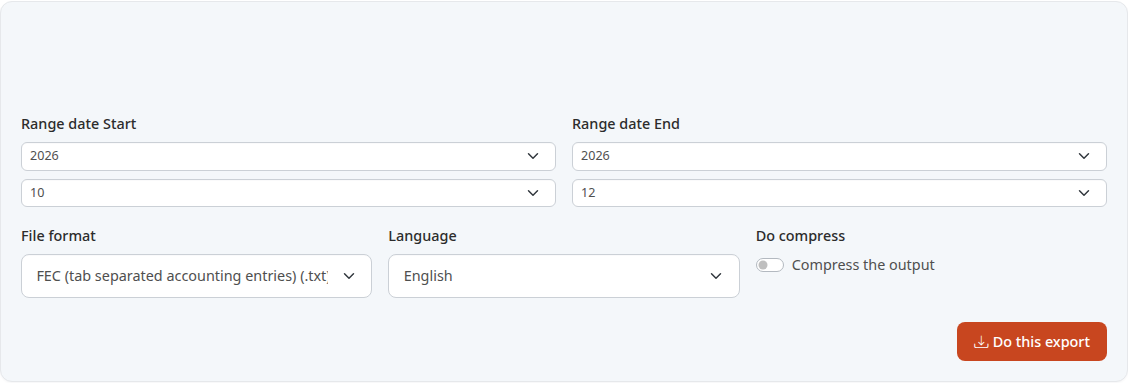 Range date Start
Range date End
2026
2026
10
12
File format
Language
Do compress
FEC (tab separated accounting entries) (.txt)
English
Compress the output
Do this export